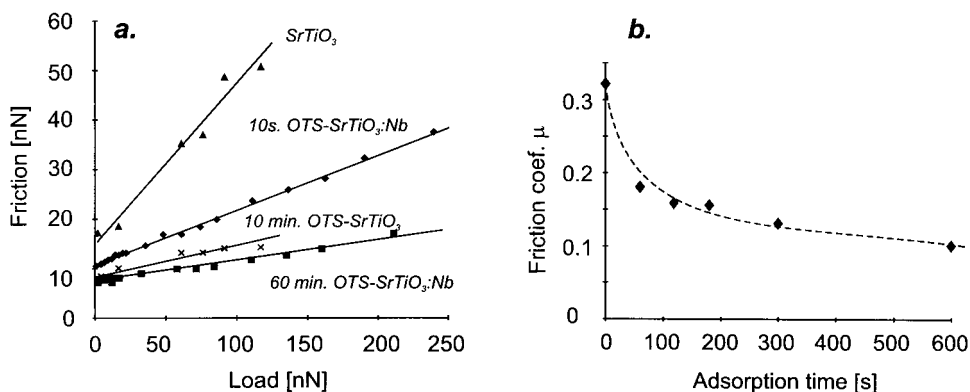 a.
SrTiO₃
10s. OTS-SrTiO₃:Nb
10 min. OTS-SrTiO₃
60 min. OTS-SrTiO₃:Nb
Friction [nN]
60
50
40
30
20
10
0
0 50 100 150 200 250
Load [nN]
b.
Friction coef. μ
0.3
0.2
0.1
0
0 100 200 300 400 500 600
Adsorption time [s]